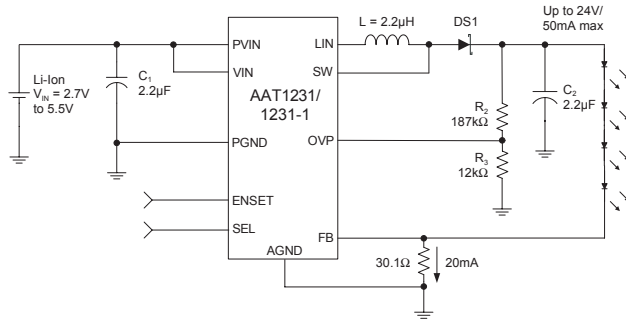 Up to 24V/
50mA max
L = 2.2µH
DS1
PVIN
LIN
VIN
SW
Li-Ion
V_IN = 2.7V
to 5.5V
C₁
2.2µF
AAT1231/
1231-1
R₂
187kΩ
C₂
2.2µF
PGND
OVP
R₃
12kΩ
ENSET
SEL
FB
AGND
30.1Ω
20mA